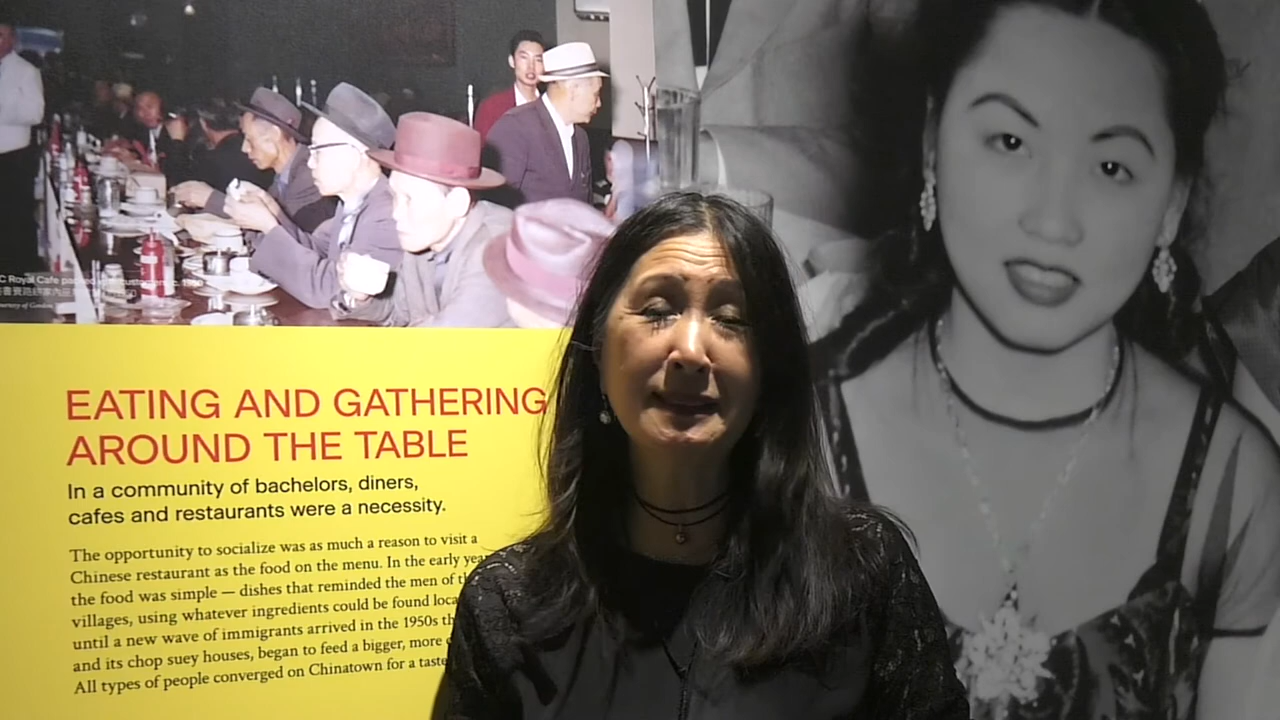 C Royal Cafe
EATING AND GATHERING
AROUND THE TABLE
In a community of bachelors, diners,
cafes and restaurants were a necessity.
The opportunity to socialize was as much a reason to visit a
Chinese restaurant as the food on the menu. In the early
the food was simple — dishes that reminded the men of
villages, using whatever ingredients could be found
until a new wave of immigrants arrived in the 1950s
and its chop suey houses, began to feed a bigger, more
All types of people converged on Chinatown for a taste